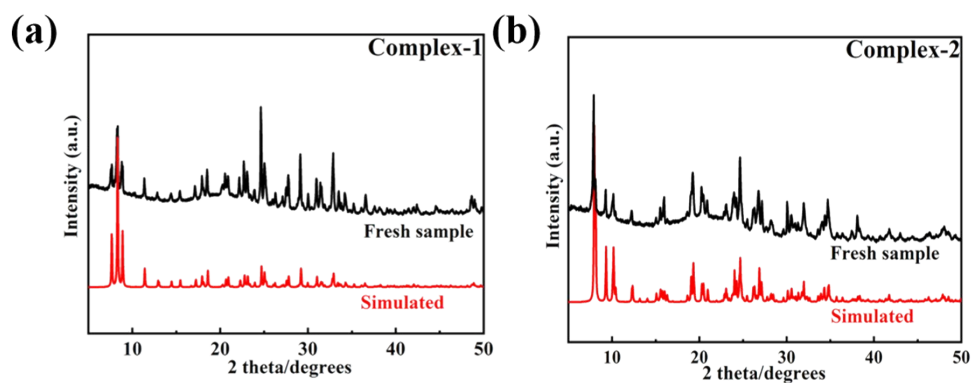 (a)
Complex-1
Intensity (a.u.)
Fresh sample
Simulated
10 20 30 40 50
2 theta/degrees
(b)
Complex-2
Intensity (a.u.)
Fresh sample
Simulated
10 20 30 40 50
2 theta/degrees